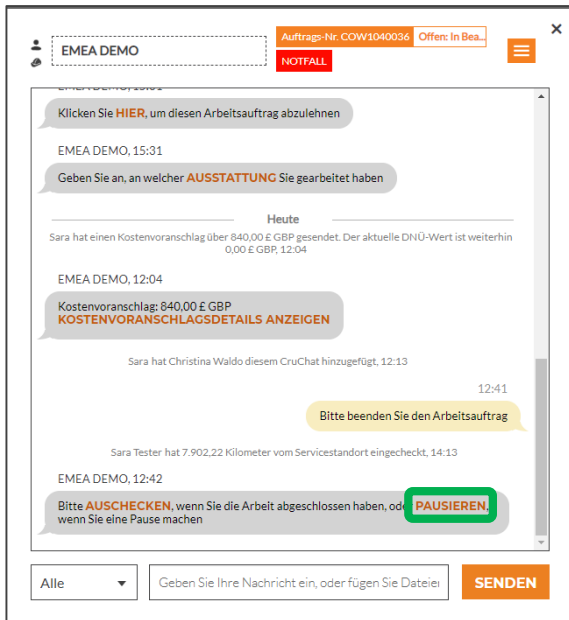 EMEA DEMO
Auftrags-Nr. COW1040036
Offen: In Bea...
NOTFALL
Klicken Sie HIER, um diesen Arbeitsauftrag abzulehnen
EMEA DEMO, 15:31
Geben Sie an, an welcher AUSSTATTUNG Sie gearbeitet haben
Heute
Sara hat einen Kostenvoranschlag über 840,00 £ GBP gesendet. Der aktuelle DNÜ-Wert ist weiterhin
0,00 £ GBP, 12:04
EMEA DEMO, 12:04
Kostenvoranschlag: 840,00 £ GBP
KOSTENVORANSCHLAGSDETAILS ANZEIGEN
Sara hat Christina Waldo diesem CruChat hinzugefügt, 12:13
12:41
Bitte beenden Sie den Arbeitsauftrag
Sara Tester hat 7.902,22 Kilometer vom Servicestandort eingecheckt, 14:13
EMEA DEMO, 12:42
Bitte AUSCHECKEN, wenn Sie die Arbeit abgeschlossen haben, ode PAUSIEREN,
wenn Sie eine Pause machen
Alle
Geben Sie Ihre Nachricht ein, oder fügen Sie Dateie
SENDEN